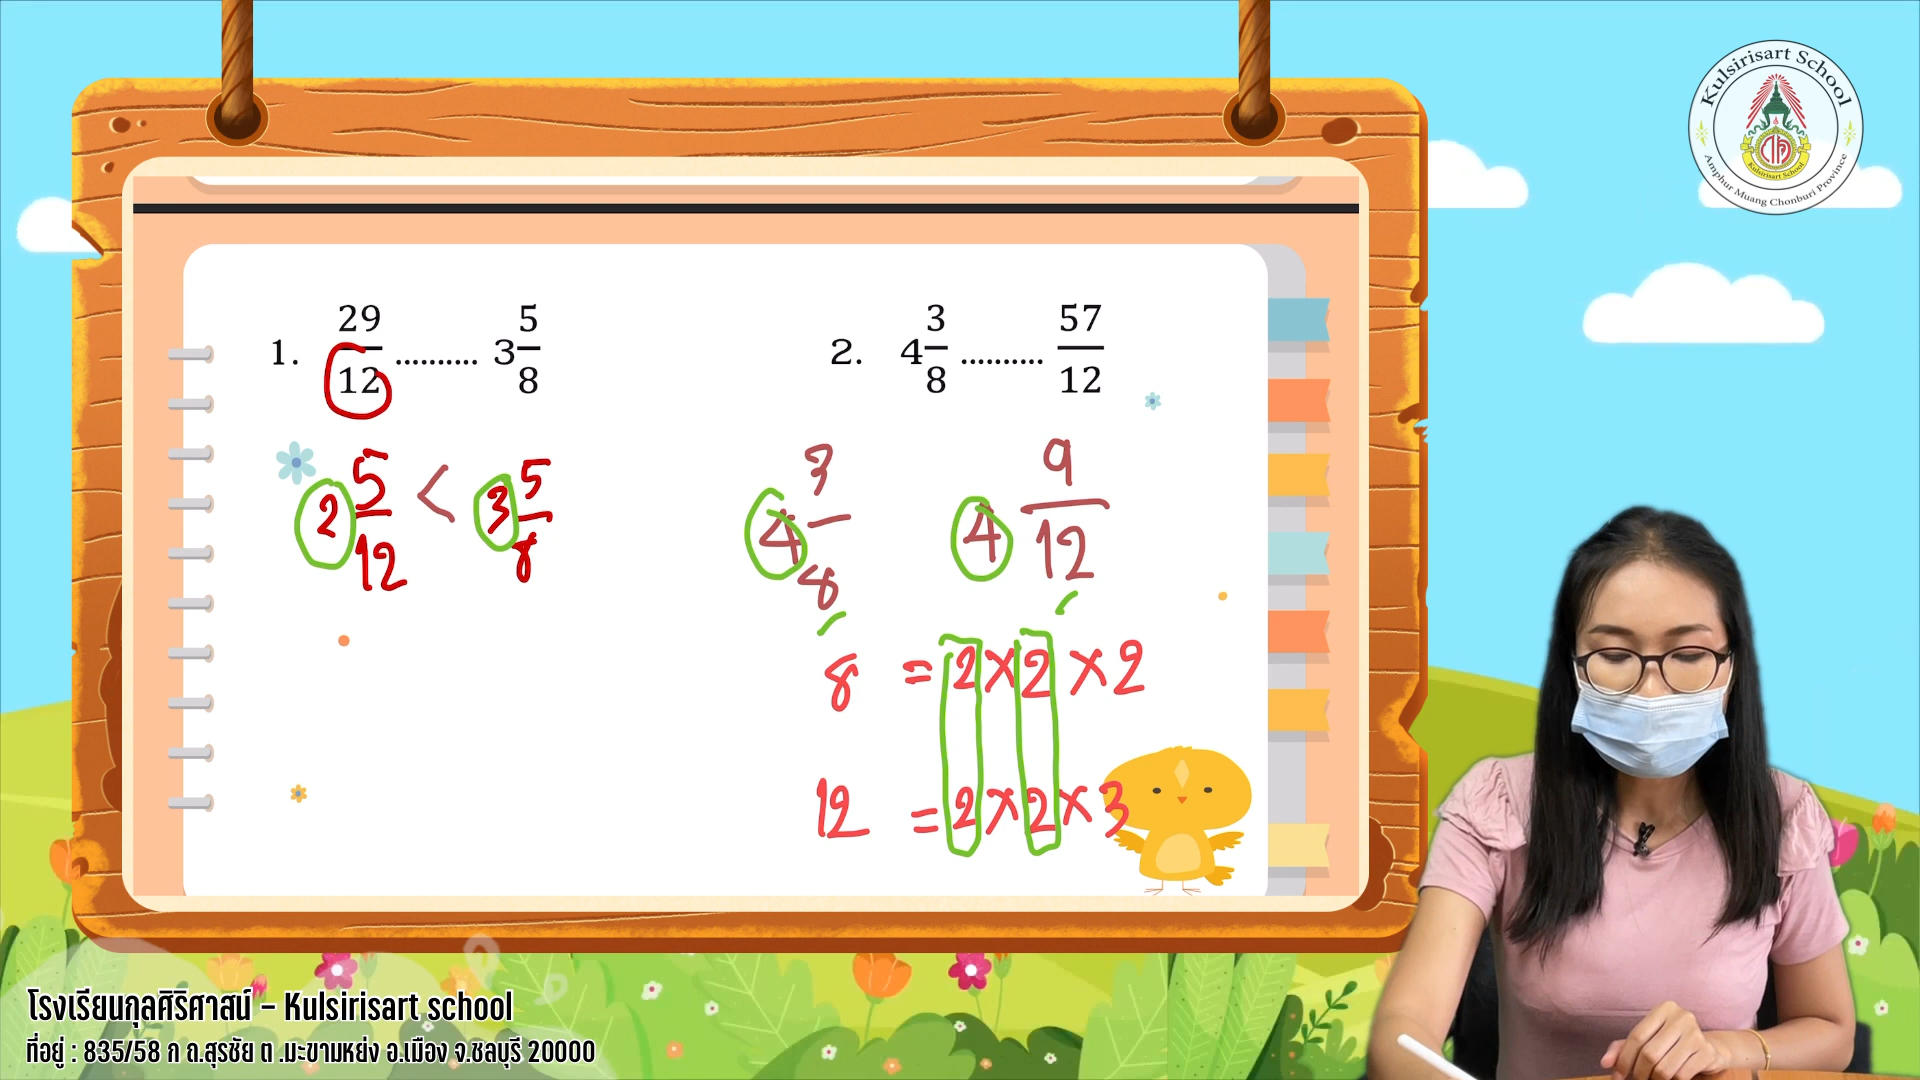 Kulsirisart School
Kulsirisart School
Amphur Muang Chonburi Province
1. 29/12 .......... 3 5/8
2. 4 3/8 .......... 57/12
2 5/12 < 3 5/8
4 3/8 4 9/12
8 = 2 × 2 × 2
12 = 2 × 2 × 3
โรงเรียนกุลศิริศาสน์ – Kulsirisart school
ที่อยู่ : 835/58 ก ถ.สุรชัย ต .มะขามหย่ง อ.เมือง จ.ชลบุรี 20000